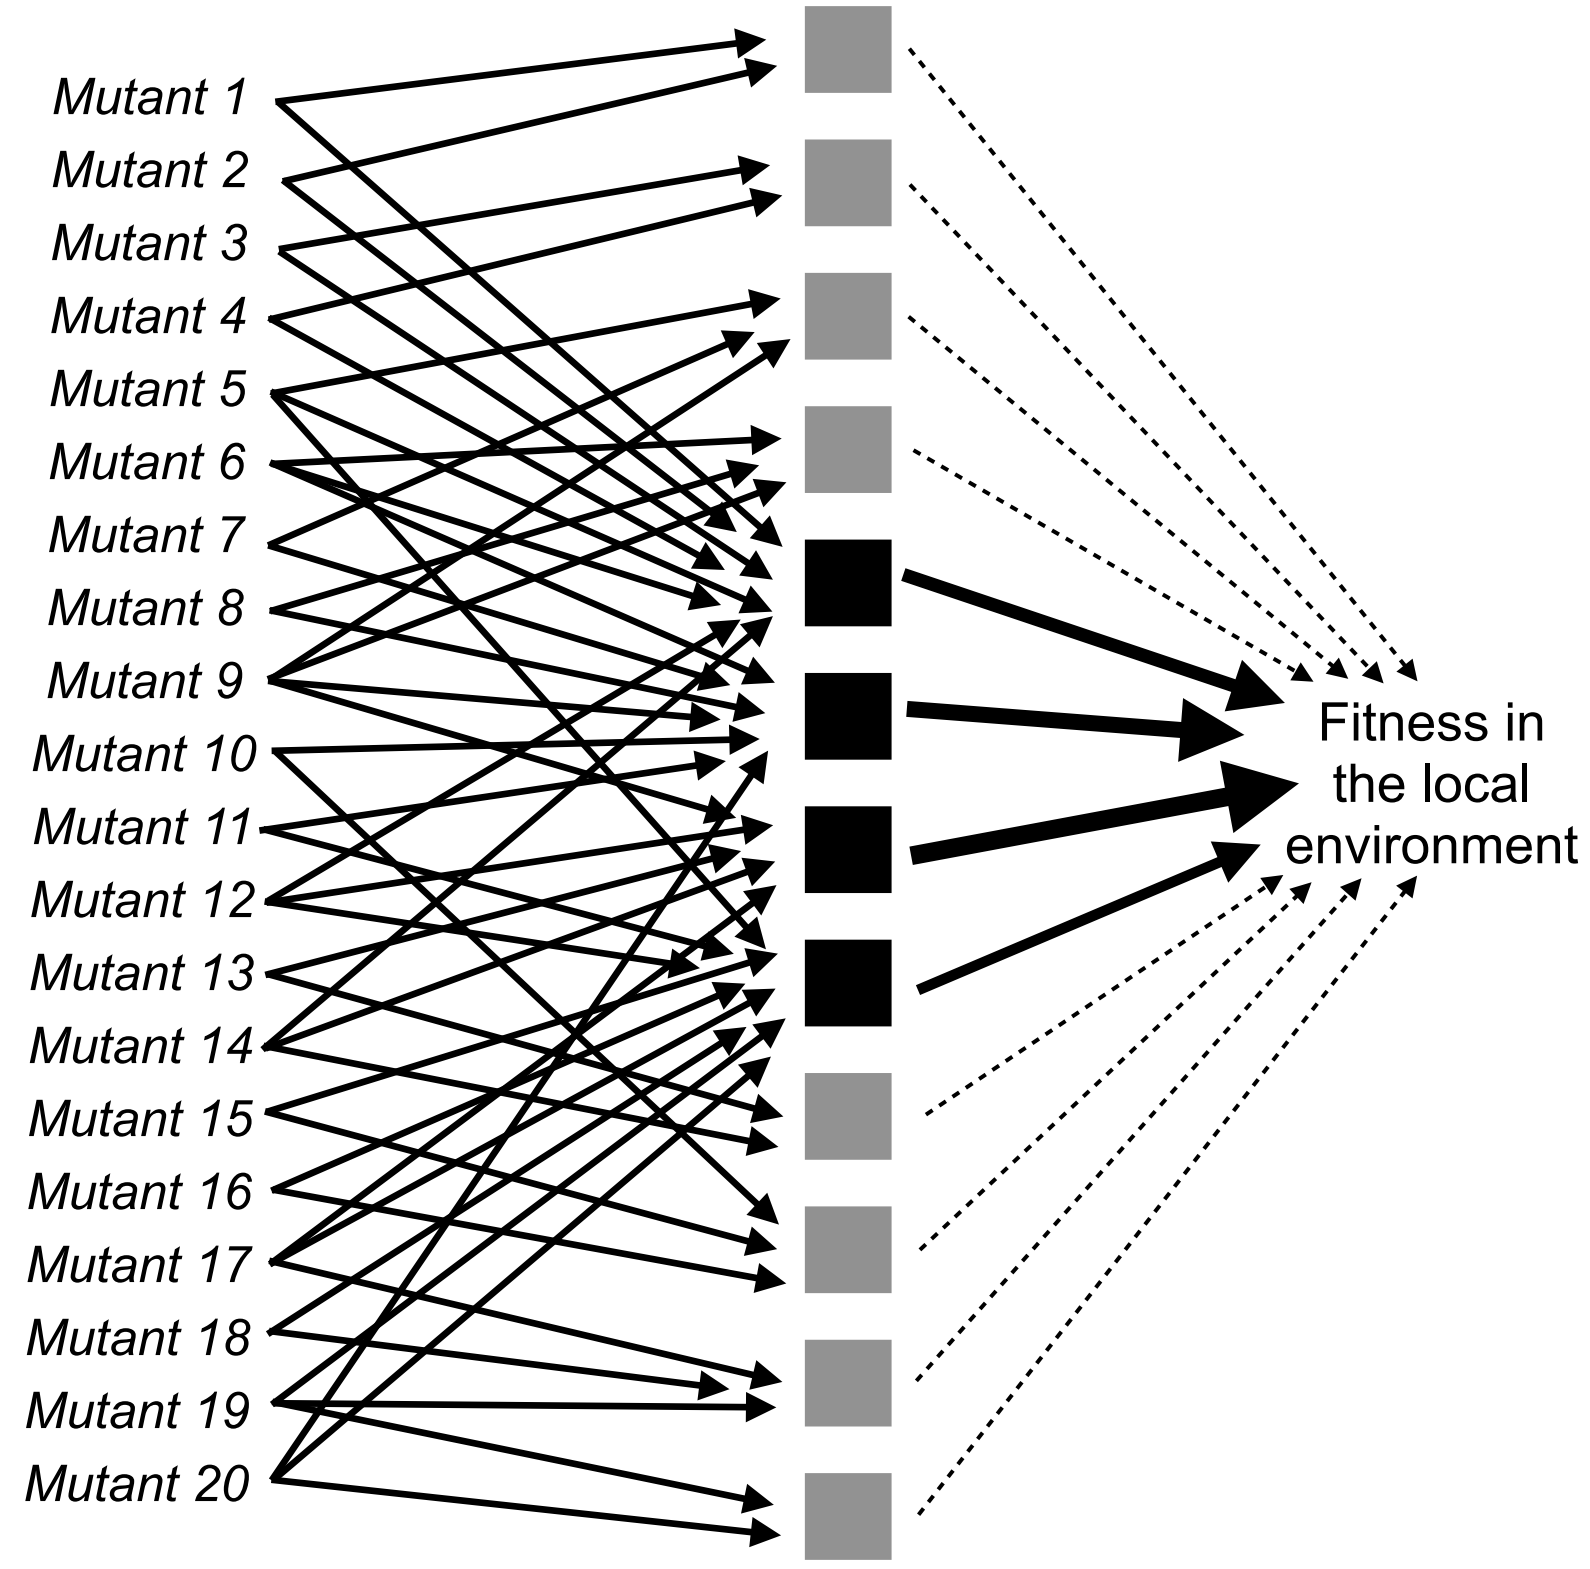 Mutant 1
Mutant 2
Mutant 3
Mutant 4
Mutant 5
Mutant 6
Mutant 7
Mutant 8
Mutant 9
Mutant 10
Mutant 11
Mutant 12
Mutant 13
Mutant 14
Mutant 15
Mutant 16
Mutant 17
Mutant 18
Mutant 19
Mutant 20
Fitness in
the local
environment